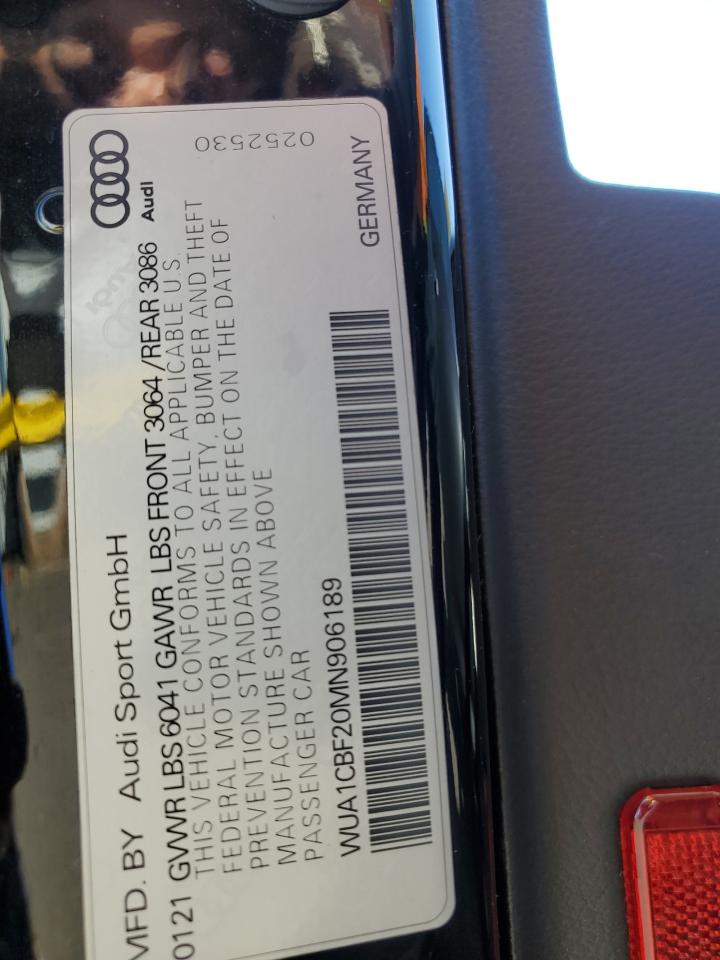 MFD. BY Audi Sport GmbH
Audi
0121 GVWR LBS 6041 GAWR LBS FRONT 3064 /REAR 3086
THIS VEHICLE CONFORMS TO ALL APPLICABLE U.S.
FEDERAL MOTOR VEHICLE SAFETY, BUMPER AND THEFT
PREVENTION STANDARDS IN EFFECT ON THE DATE OF
MANUFACTURE SHOWN ABOVE
PASSENGER CAR
0252530
WUA1CBF20MN906189
GERMANY